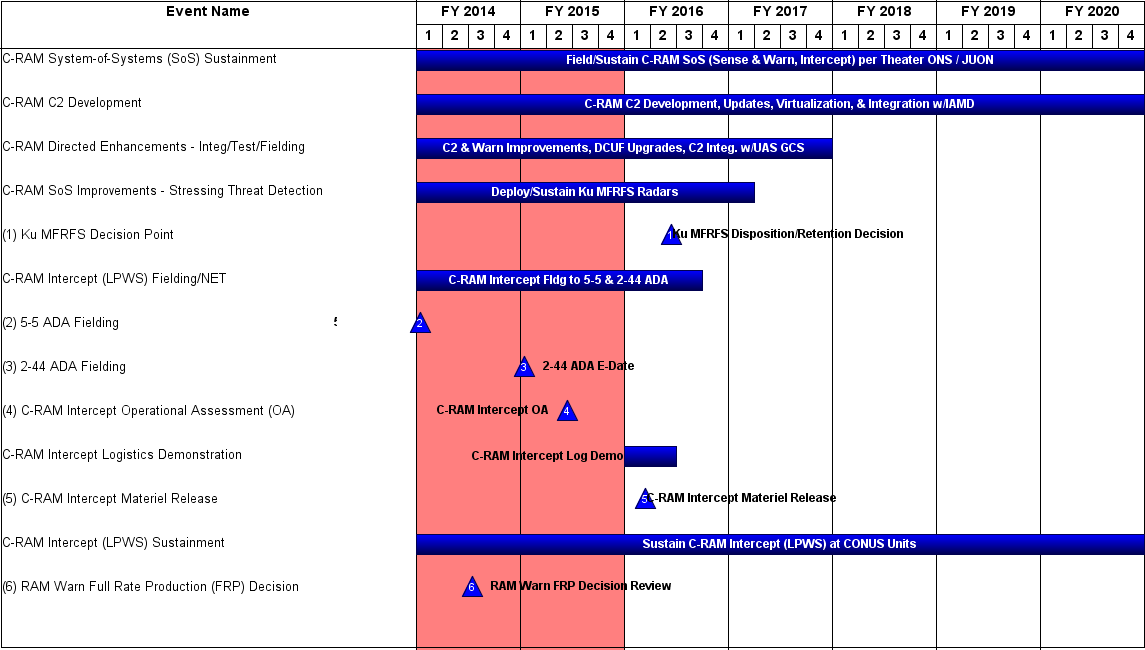 Event Name FY 2014 FY 2015 FY 2016 FY 2017 FY 2018 FY 2019 FY 2020
1 2 3 4 1 2 3 4 1 2 3 4 1 2 3 4 1 2 3 4 1 2 3 4 1 2 3 4
C-RAM System-of-Systems (SoS) Sustainment Field/Sustain C-RAM SoS (Sense & Warn, Intercept) per Theater ONS / JUON
C-RAM C2 Development C-RAM C2 Development, Updates, Virtualization, & Integration w/IAMD
C-RAM Directed Enhancements - Integ/Test/Fielding C2 & Warn Improvements, DCUF Upgrades, C2 Integ. w/UAS GCS
C-RAM SoS Improvements - Stressing Threat Detection Deploy/Sustain Ku MFRFS Radars
(1) Ku MFRFS Decision Point 1 Ku MFRFS Disposition/Retention Decision
C-RAM Intercept (LPWS) Fielding/NET C-RAM Intercept Fldg to 5-5 & 2-44 ADA
(2) 5-5 ADA Fielding 2
(3) 2-44 ADA Fielding 3 2-44 ADA E-Date
(4) C-RAM Intercept Operational Assessment (OA) C-RAM Intercept OA 4
C-RAM Intercept Logistics Demonstration C-RAM Intercept Log Demo
(5) C-RAM Intercept Materiel Release 5 C-RAM Intercept Materiel Release
C-RAM Intercept (LPWS) Sustainment Sustain C-RAM Intercept (LPWS) at CONUS Units
(6) RAM Warn Full Rate Production (FRP) Decision 6 RAM Warn FRP Decision Review